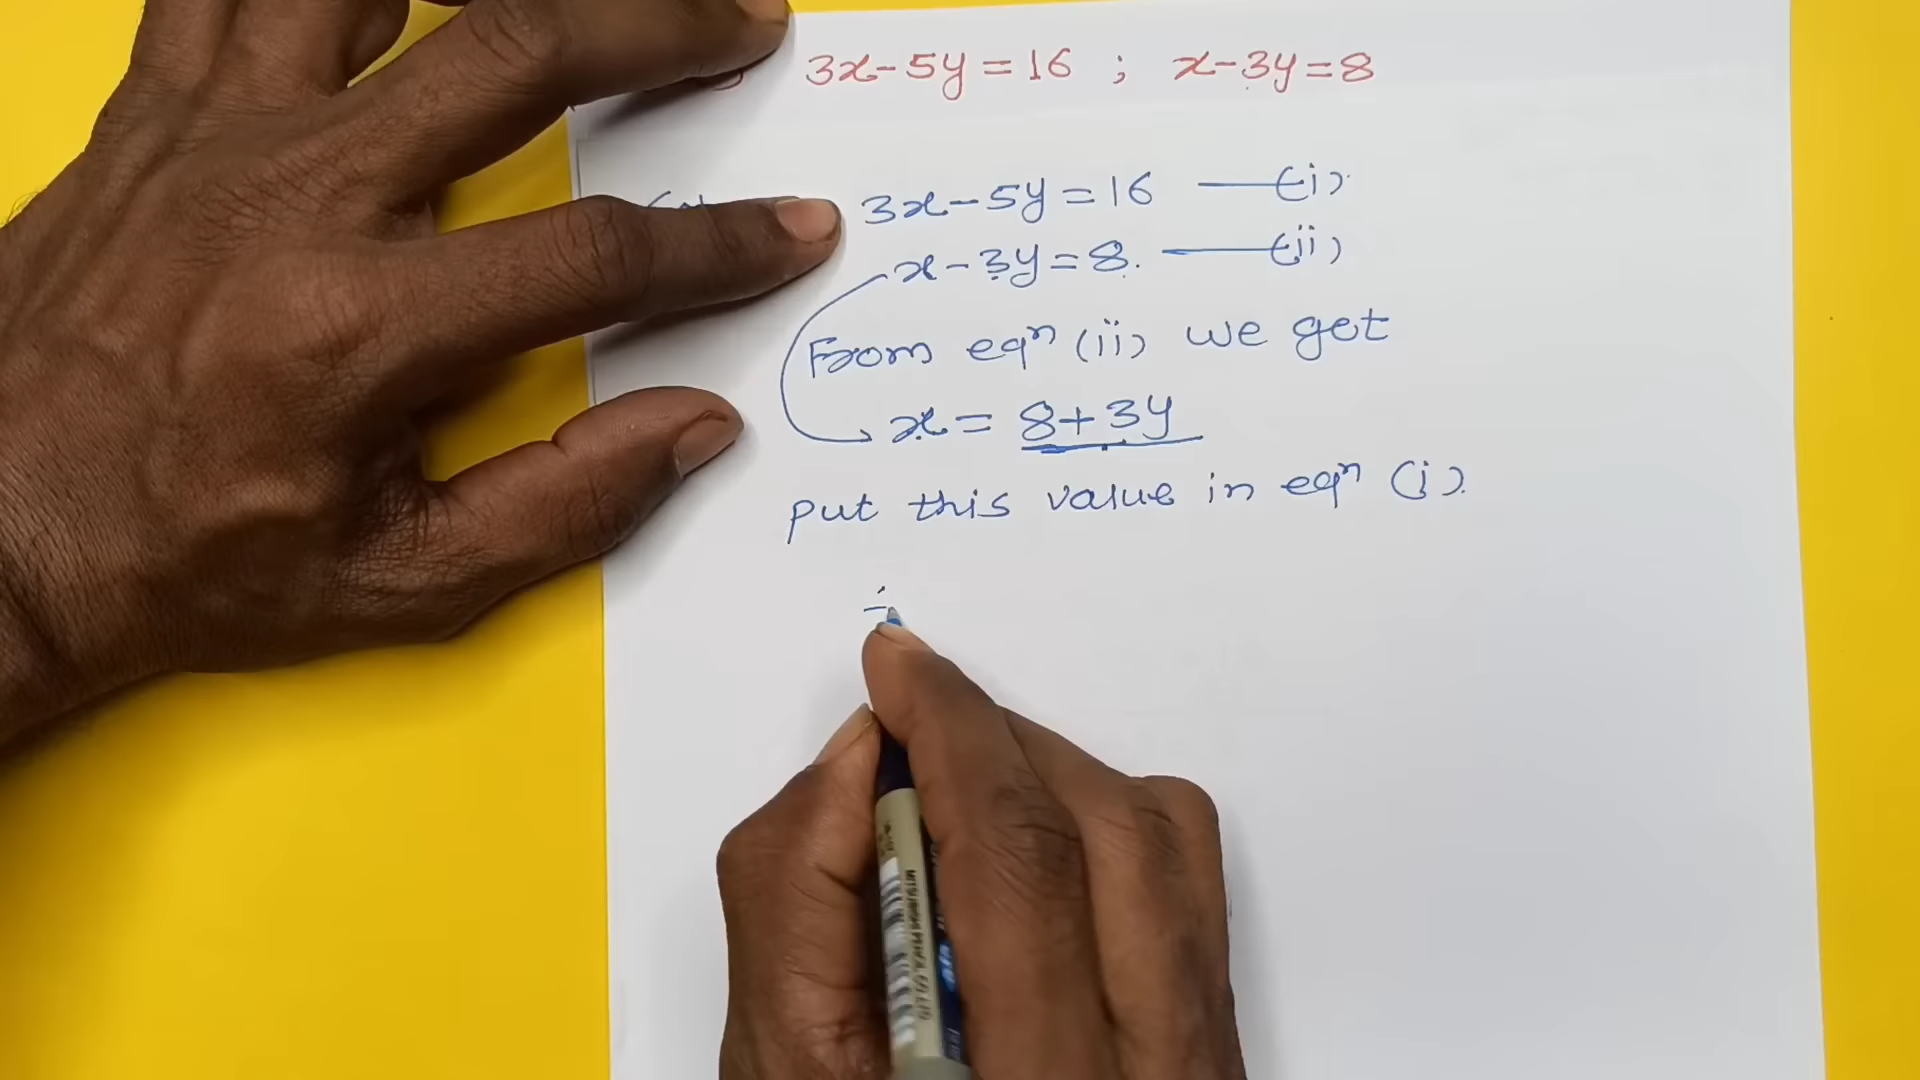 3x-5y=16 ; x-3y=8
3x-5y=16 —(i)
x-3y=8. —(ii)
From eqⁿ (ii) we get
x= 8+3y
put this value in eqⁿ (i).